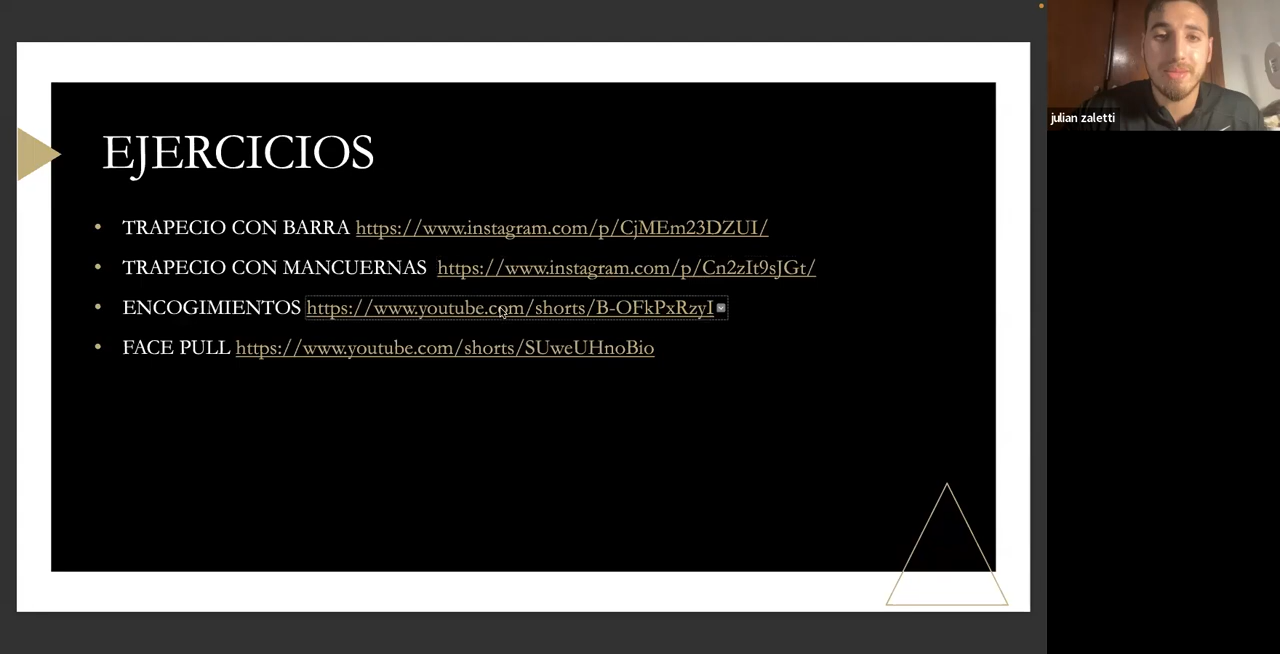 EJERCICIOS
• TRAPECIO CON BARRA https://www.instagram.com/p/CjMEm23DZUI/
• TRAPECIO CON MANCUERNAS https://www.instagram.com/p/Cn2zIt9sJGt/
• ENCOGIMIENTOS https://www.youtube.com/shorts/B-OFkPxRzyI
• FACE PULL https://www.youtube.com/shorts/SUweUHnoBio
julian zaletti